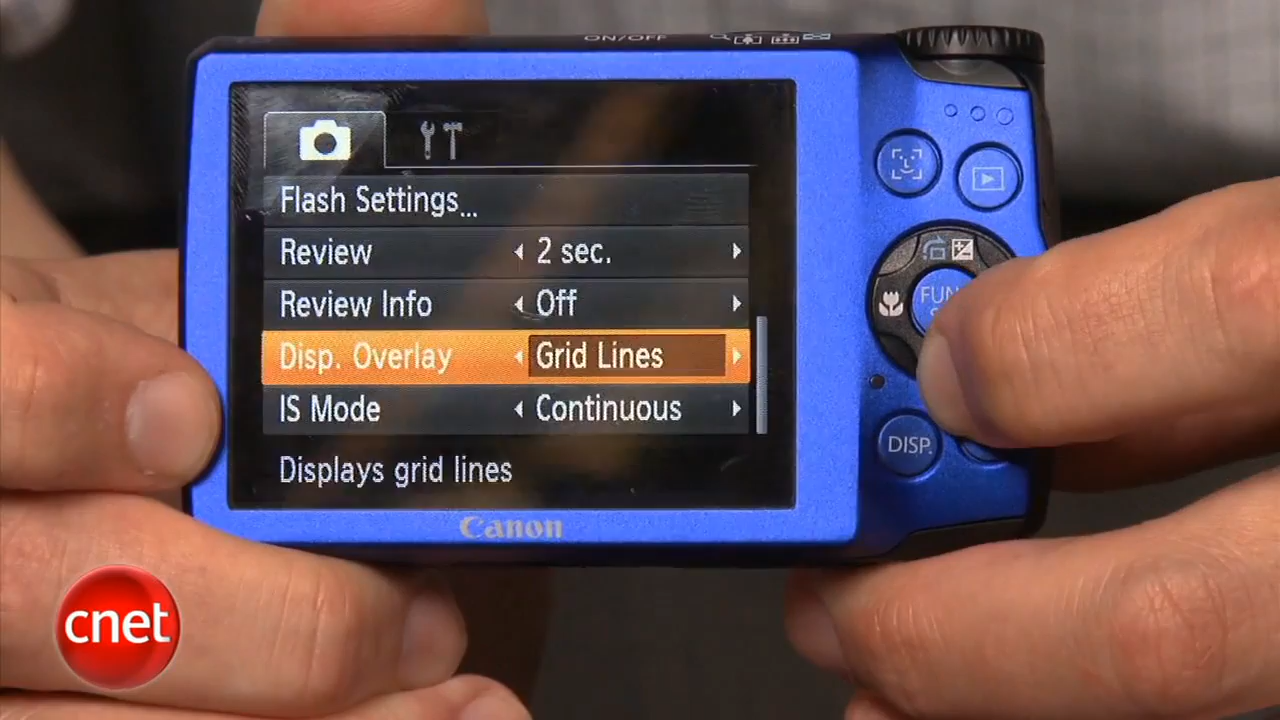 ON/OFF
Flash Settings...
Review 2 sec.
Review Info Off
Disp. Overlay Grid Lines
IS Mode Continuous
Displays grid lines
FUN
DISP.
Canon
cnet